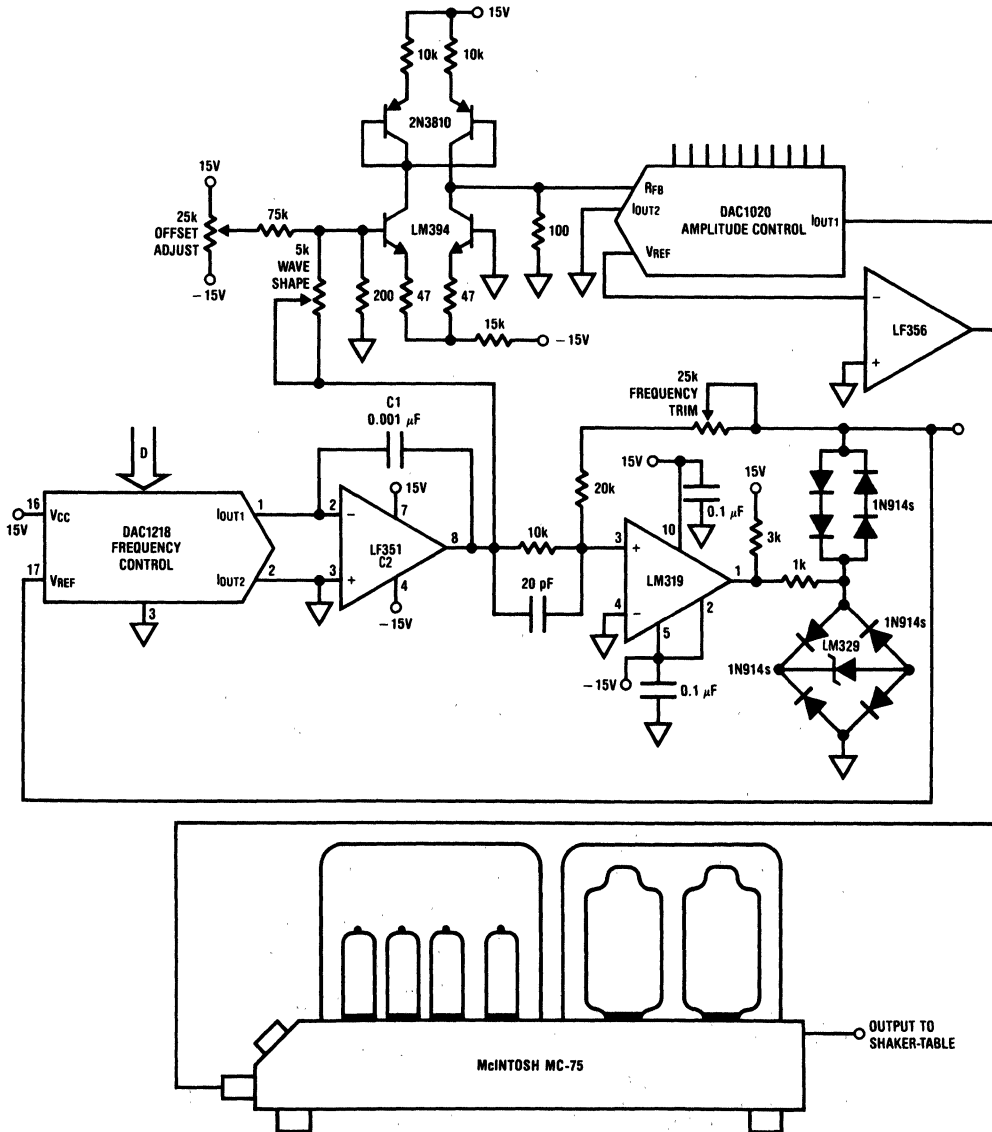 15V
10k
10k
2N3810
15V
25k
OFFSET
ADJUST
75k
−15V
5k
WAVE
SHAPE
LM394
200
47
47
15k
−15V
100
RFB
IOUT2
VREF
DAC1020
AMPLITUDE CONTROL
IOUT1
−
+
LF356
25k
FREQUENCY
TRIM
C1
0.001 µF
D
16
15V
VCC
17
VREF
DAC1218
FREQUENCY
CONTROL
IOUT1
IOUT2
1
2
3
2
3
−
+
15V
7
LF351
C2
4
−15V
8
10k
20 pF
20k
15V
0.1 µF
10
3
4
+
−
LM319
5
2
1
−15V
0.1 µF
15V
3k
1k
1N914s
1N914s
LM329
1N914s
McINTOSH MC-75
OUTPUT TO
SHAKER-TABLE